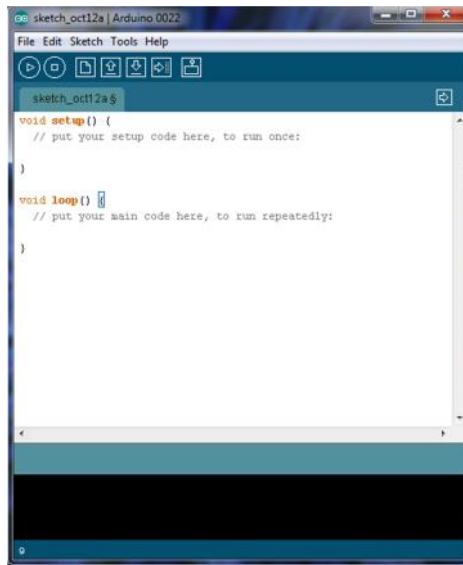 sketch_oct12a | Arduino 0022
File Edit Sketch Tools Help
sketch_oct12a §
void setup() {
// put your setup code here, to run once:
}
void loop() {
// put your main code here, to run repeatedly:
}
9